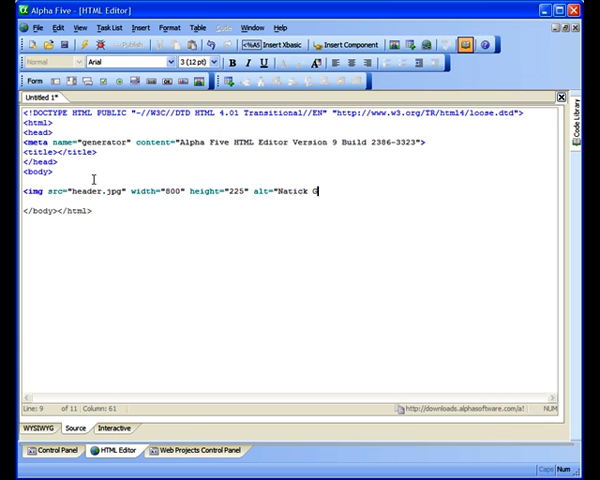 Alpha Five - [HTML Editor]
File Edit View Task List Insert Format Table Code Window Help
Publish <%A5 Insert Xbasic Insert Component
Normal Arial 3 (12 pt) B I U
Form
Untitled 1*
<!DOCTYPE HTML PUBLIC "-//W3C//DTD HTML 4.01 Transitional//EN" "http://www.w3.org/TR/html4/loose.dtd">
<html>
<head>
<meta name="generator" content="Alpha Five HTML Editor Version 9 Build 2386-3323">
<title></title>
</head>
<body>
<img src="header.jpg" width="800" height="225" alt="Natick G
</body></html>
Code Library
Line: 9 of 11 Column: 61 http://downloads.alphasoftware.com/a5 NUM
WYSIWYG Source Interactive
Control Panel HTML Editor Web Projects Control Panel
Caps Num